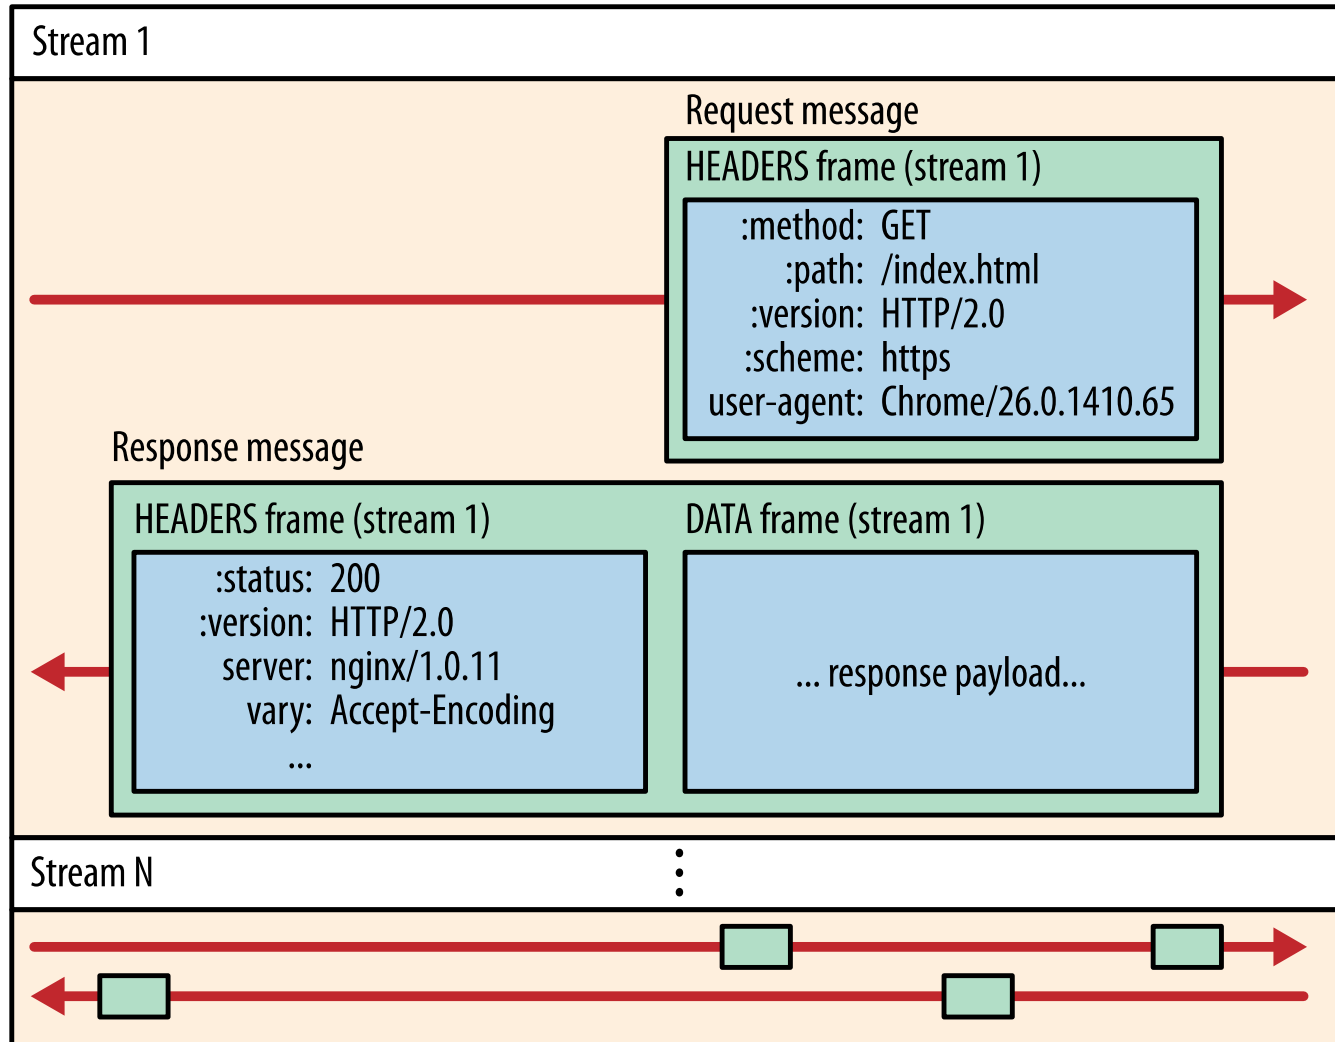 Stream 1
Request message
HEADERS frame (stream 1)
:method: GET
:path: /index.html
:version: HTTP/2.0
:scheme: https
user-agent: Chrome/26.0.1410.65
Response message
HEADERS frame (stream 1)
:status: 200
:version: HTTP/2.0
server: nginx/1.0.11
vary: Accept-Encoding
...
DATA frame (stream 1)
... response payload...
Stream N